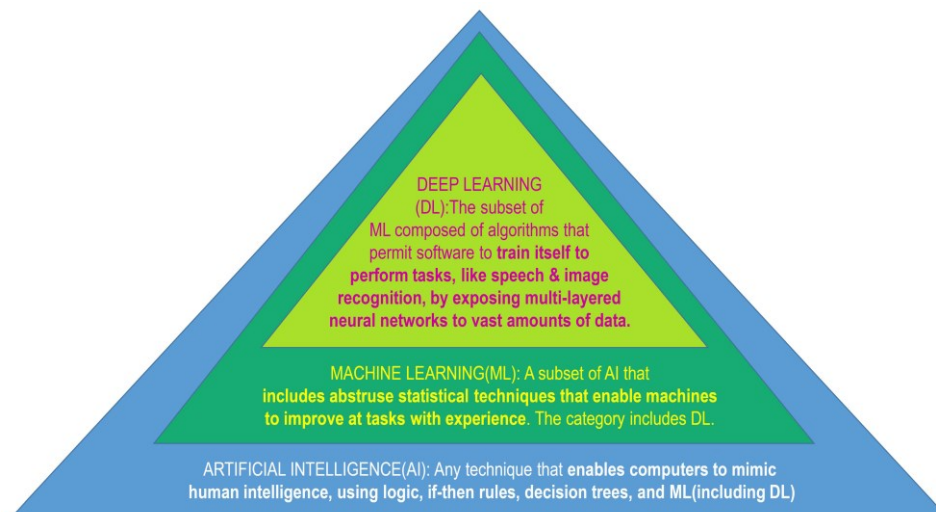 DEEP LEARNING
(DL):The subset of
ML composed of algorithms that
permit software to train itself to
perform tasks, like speech & image
recognition, by exposing multi-layered
neural networks to vast amounts of data.
MACHINE LEARNING(ML): A subset of AI that
includes abstruse statistical techniques that enable machines
to improve at tasks with experience. The category includes DL.
ARTIFICIAL INTELLIGENCE(AI): Any technique that enables computers to mimic
human intelligence, using logic, if-then rules, decision trees, and ML(including DL)